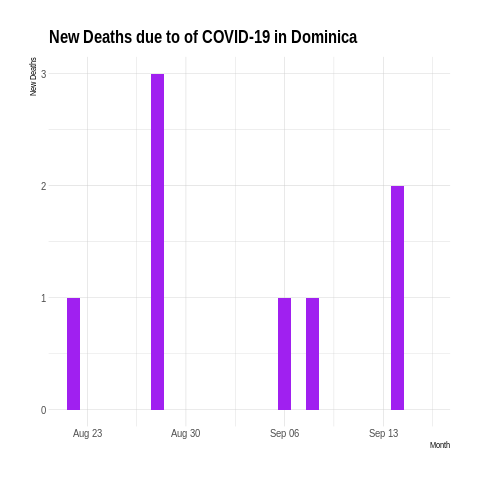 New Deaths due to of COVID-19 in Dominica
New Deaths
3
2
1
0
Aug 23 Aug 30 Sep 06 Sep 13
Month